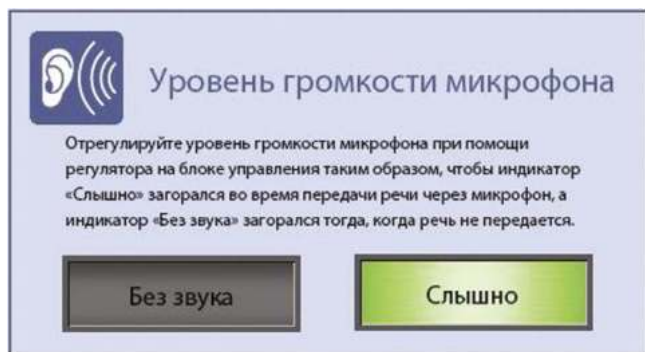 Уровень громкости микрофона
Отрегулируйте уровень громкости микрофона при помощи
регулятора на блоке управления таким образом, чтобы индикатор
«Слышно» загорался во время передачи речи через микрофон, а
индикатор «Без звука» загорался тогда, когда речь не передается.
Без звука
Слышно